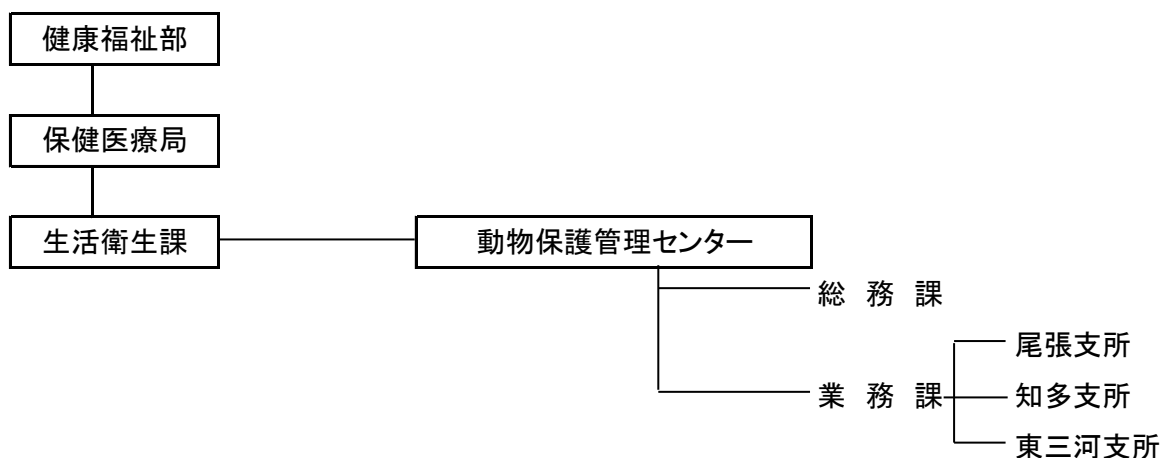 健康福祉部
保健医療局
生活衛生課
動物保護管理センター
総務課
尾張支所
業務課
知多支所
東三河支所